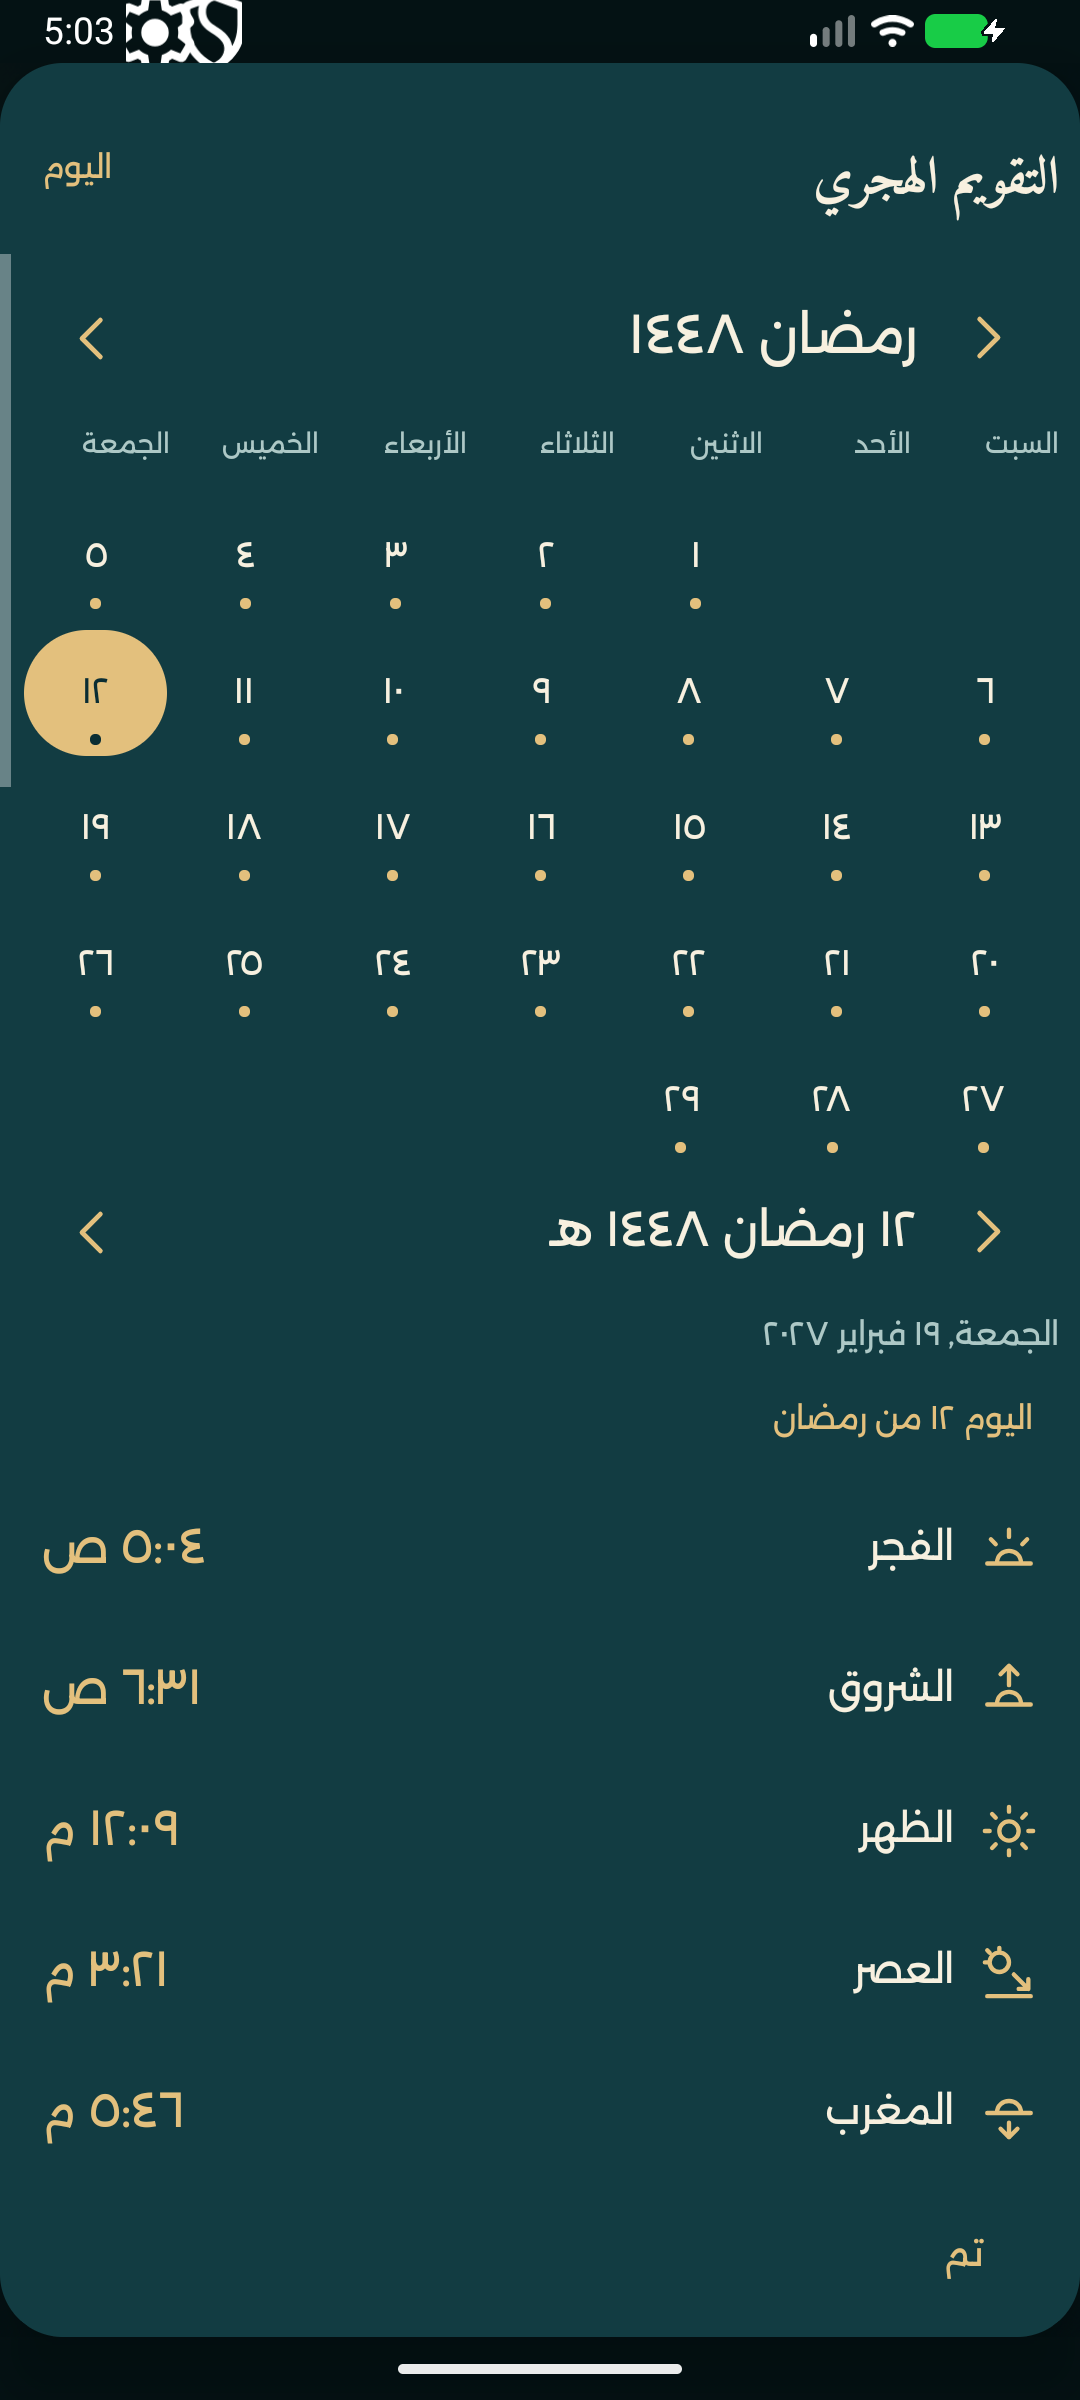 5:03
التقويم الهجري
اليوم
رمضان ١٤٤٨
السبت الأحد الاثنين الثلاثاء الأربعاء الخميس الجمعة
١ ٢ ٣ ٤ ٥
٦ ٧ ٨ ٩ ١٠ ١١ ١٢
١٣ ١٤ ١٥ ١٦ ١٧ ١٨ ١٩
٢٠ ٢١ ٢٢ ٢٣ ٢٤ ٢٥ ٢٦
٢٧ ٢٨ ٢٩
١٢ رمضان ١٤٤٨ هـ
الجمعة, ١٩ فبراير ٢٠٢٧
اليوم ١٢ من رمضان
الفجر ٥:٠٤ ص
الشروق ٦:٣١ ص
الظهر ١٢:٠٩ م
العصر ٣:٢١ م
المغرب ٥:٤٦ م
تم